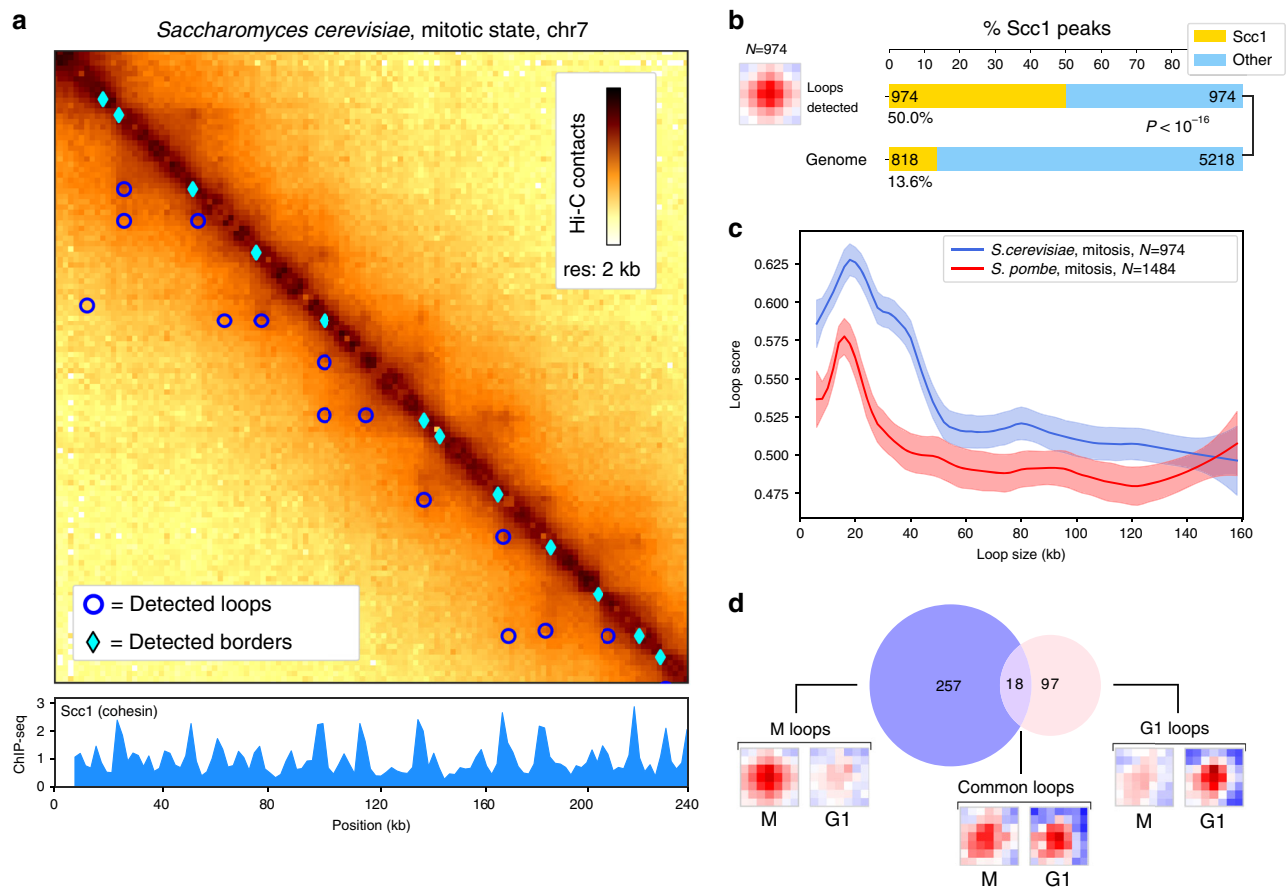 a
Saccharomyces cerevisiae, mitotic state, chr7
Hi-C contacts
res: 2 kb
= Detected loops
= Detected borders
Scc1 (cohesin)
ChIP-seq
3
2
1
0
0
40
80
120
160
200
240
Position (kb)
b
% Scc1 peaks
Scc1
Other
0 10 20 30 40 50 60 70 80
N=974
Loops
detected
974
974
50.0%
P < 10⁻¹⁶
Genome
818
5218
13.6%
c
S.cerevisiae, mitosis, N=974
S. pombe, mitosis, N=1484
Loop score
0.625
0.600
0.575
0.550
0.525
0.500
0.475
0 20 40 60 80 100 120 140 160
Loop size (kb)
d
257
18
97
M loops
M G1
Common loops
M G1
G1 loops
M G1